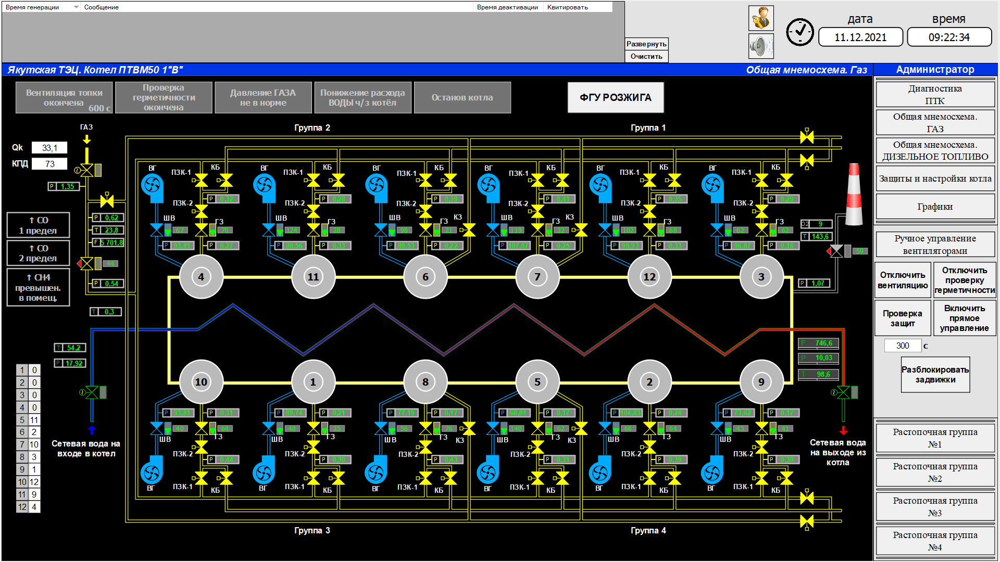 Время генерации Сообщение Время деактивации Квитировать
Развернуть
Очистить
дата время
11.12.2021 09:22:34
Якутская ТЭЦ. Котел ПТВМ50 1"В" Общая мнемосхема. Газ Администратор
Вентиляция топки
окончена
600 с
Проверка
герметичности
окончена
Давление ГАЗА
не в норме
Понижение расхода
ВОДЫ ч/з котёл
Останов котла
ФГУ РОЗЖИГА
Диагностика
ПТК
Общая мнемосхема.
ГАЗ
Общая мнемосхема.
ДИЗЕЛЬНОЕ ТОПЛИВО
Защиты и настройки котла
Графики
Ручное управление
вентиляторами
Отключить
вентиляцию
Отключить
проверку
герметичности
Проверка
защит
Включить
прямое
управление
300 с
Разблокировать
задвижки
Растопочная группа
№1
Растопочная группа
№2
Растопочная группа
№3
Растопочная группа
№4
ГАЗ
Группа 2 Группа 1
Qk 33,1
КПД 73
P 1,35
P 0,62
T 23,8
F 5 701,8
44
P 0,54
T 0,3
↑ CO
1 предел
↑ CO
2 предел
↑ CH4
превышен.
в помещ.
ВГ ПЗК-1 КБ ВГ ПЗК-1 КБ ВГ ПЗК-1 КБ ВГ ПЗК-1 КБ ВГ ПЗК-1 КБ ВГ ПЗК-1 КБ
P 0,32 P 0,28 P 0,39 P 0,41 P 0,35 P 0,29
ПЗК-2 ПЗК-2 ПЗК-2 ПЗК-2 ПЗК-2 ПЗК-2
ШВ ГЗ ШВ ГЗ ШВ ГЗ КЗ ШВ ГЗ КЗ ШВ ГЗ ШВ ГЗ
67 70 124 28 98 21 119 32 102 68 62 62
P 93,81 P 0,27 P 80,56 P 0,33 P 89,53 P 0,22 P 107,07 P 0,25 P 99,93 P 0,33 P 96,87 P 0,16
4 11 6 7 12 3
O2 9
T 143,6
59
P 1,07
T 54,2
P 17,92
F 746,6
P 10,03
T 98,6
10 1 8 5 2 9
P 93,81 P 0,31 P 89,74 P 0,21 P 77,19 P 0,17 P 68,01 P 0,17 P 104,83 P 0,24 P 73,62 P 0,17
40 64 48 25 56 76 140 62 66 64 43 41
ШВ ГЗ ШВ ГЗ ШВ ГЗ КЗ ШВ ГЗ КЗ ШВ ГЗ ШВ ГЗ
ПЗК-2 ПЗК-2 ПЗК-2 ПЗК-2 ПЗК-2 ПЗК-2
P 0,44 P 0,30 P 0,43 P 0,31 P 0,39 P 0,30
ВГ ПЗК-1 КБ ВГ ПЗК-1 КБ ВГ ПЗК-1 КБ ВГ ПЗК-1 КБ ВГ ПЗК-1 КБ ВГ ПЗК-1 КБ
1 0
2 0
3 0
4 0
5 11
6 2
7 10
8 3
9 1
10 12
11 9
12 4
Сетевая вода на
входе в котел
Сетевая вода
на выходе из
котла
Группа 3 Группа 4